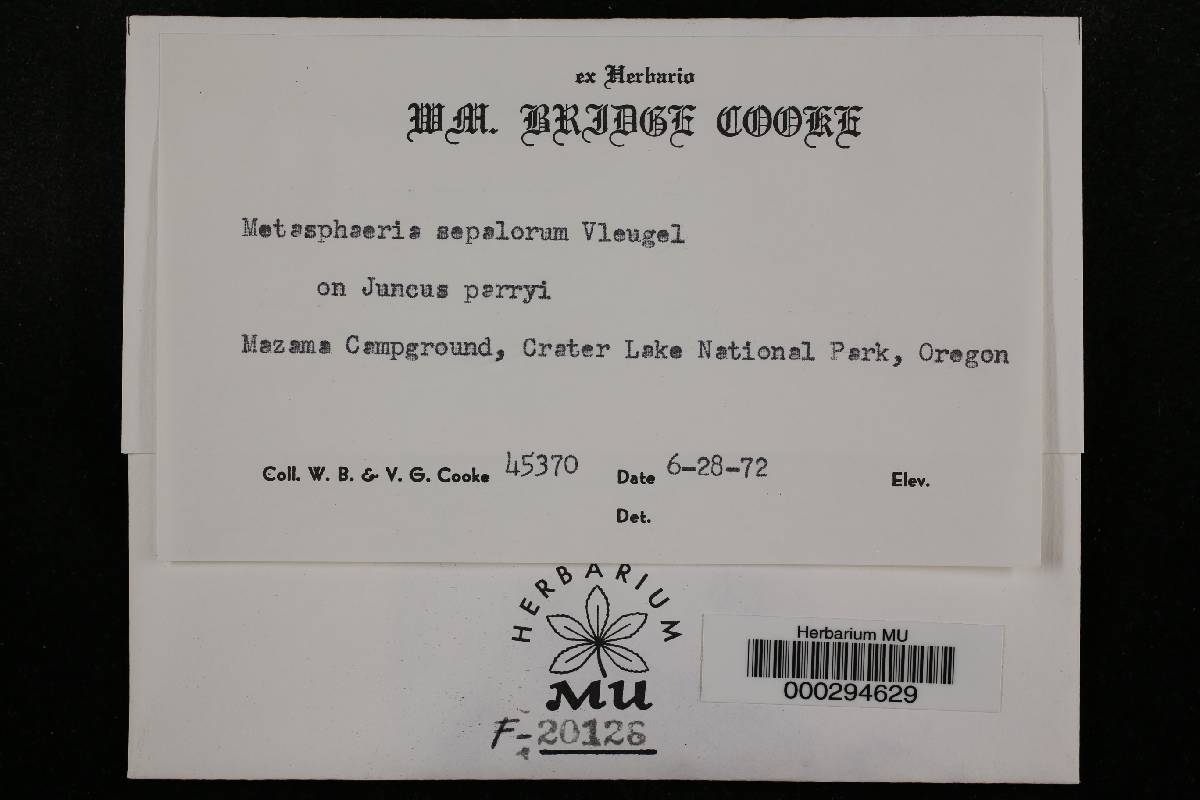 ex Herbario
WM. BRIDGE COOKE
Metasphaeria sepalorum Vleugel
on Juncus parryi
Mazama Campground, Crater Lake National Park, Oregon
Coll. W. B. & V. G. Cooke 45370 Date 6-28-72 Elev.
Det.
HERBARIUM
MU
F-20128
Herbarium MU
000294629